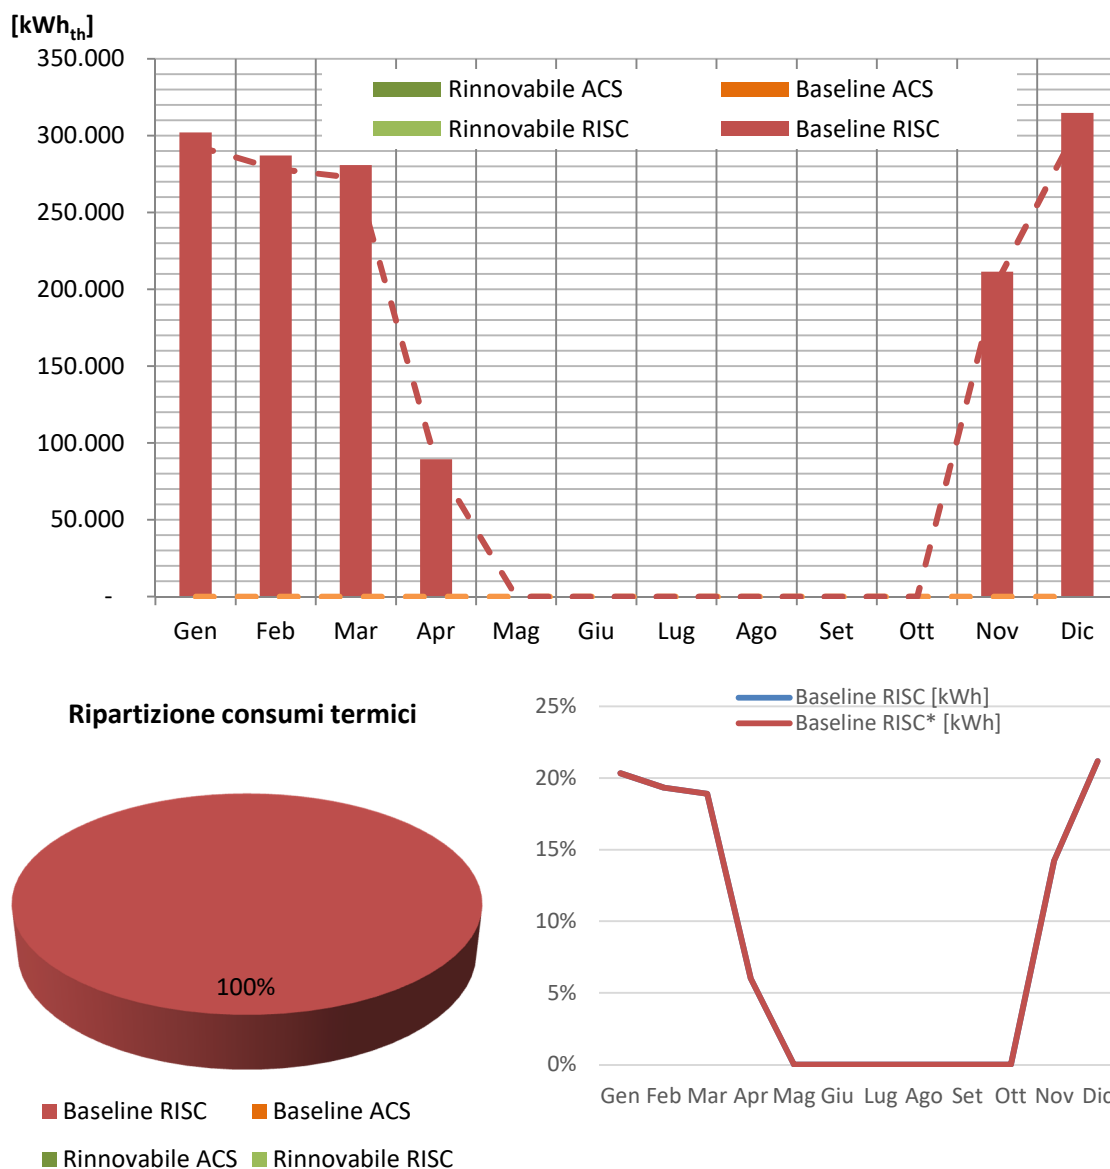 [kWhth]
350.000
300.000
250.000
200.000
150.000
100.000
50.000
-
Rinnovabile ACS
Baseline ACS
Rinnovabile RISC
Baseline RISC
Gen Feb Mar Apr Mag Giu Lug Ago Set Ott Nov Dic
Ripartizione consumi termici
100%
Baseline RISC
Baseline ACS
Rinnovabile ACS
Rinnovabile RISC
Baseline RISC [kWh]
Baseline RISC* [kWh]
25%
20%
15%
10%
5%
0%
Gen Feb Mar Apr Mag Giu Lug Ago Set Ott Nov Dic